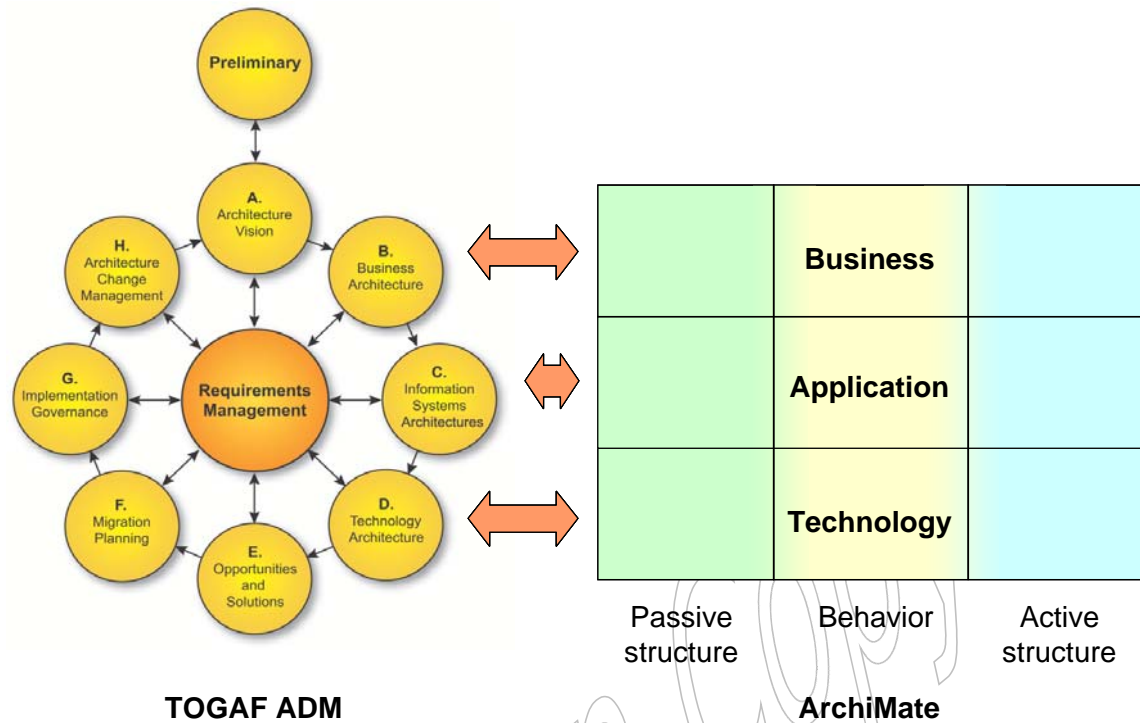 Preliminary
A.
Architecture
Vision
B.
Business
Architecture
C.
Information
Systems
Architectures
D.
Technology
Architecture
E.
Opportunities
and
Solutions
F.
Migration
Planning
G.
Implementation
Governance
H.
Architecture
Change
Management
Requirements
Management
TOGAF ADM
Business
Application
Technology
Passive
structure
Behavior
Active
structure
ArchiMate